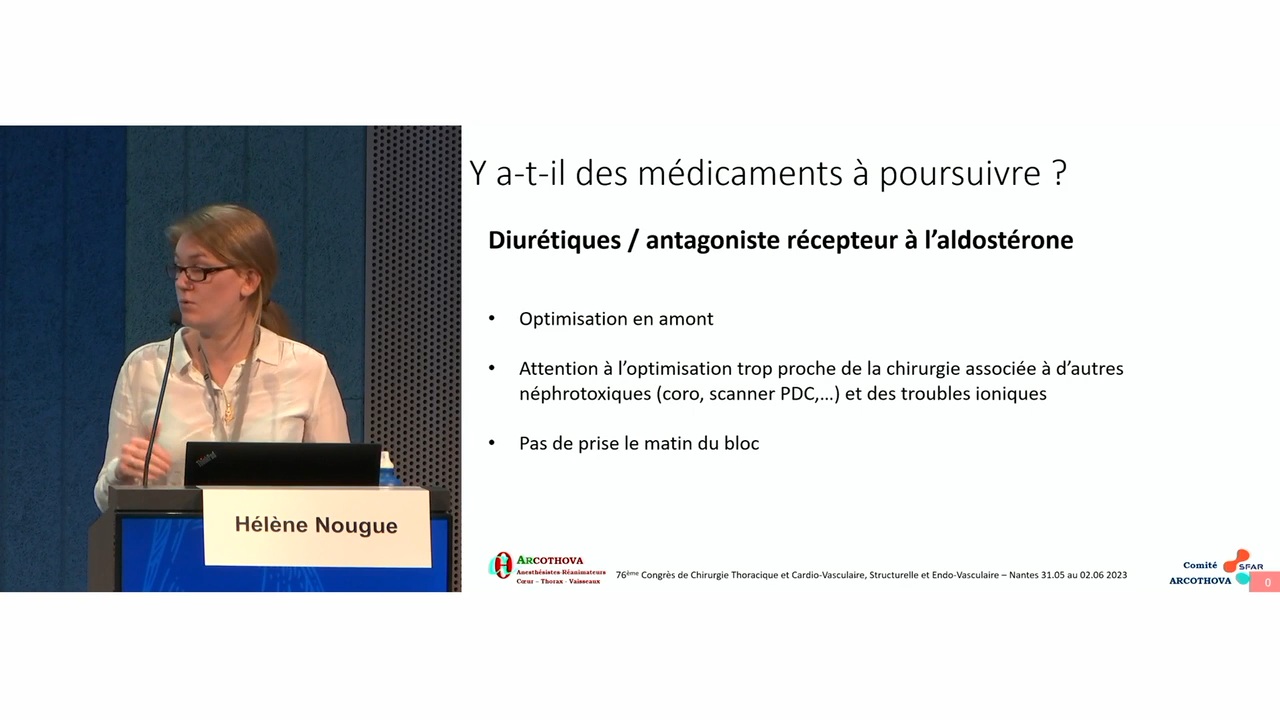 Y a-t-il des médicaments à poursuivre ?
Diurétiques / antagoniste récepteur à l’aldostérone
• Optimisation en amont
• Attention à l’optimisation trop proche de la chirurgie associée à d’autres
néphrotoxiques (coro, scanner PDC,…) et des troubles ioniques
• Pas de prise le matin du bloc
ThinkPad
Hélène Nougue
ARCOTHOVA
Anesthésistes-Réanimateurs
Cœur - Thorax - Vaisseaux
76ème Congrès de Chirurgie Thoracique et Cardio-Vasculaire, Structurelle et Endo-Vasculaire – Nantes 31.05 au 02.06 2023
Comité
ARCOTHOVA
SFAR
0